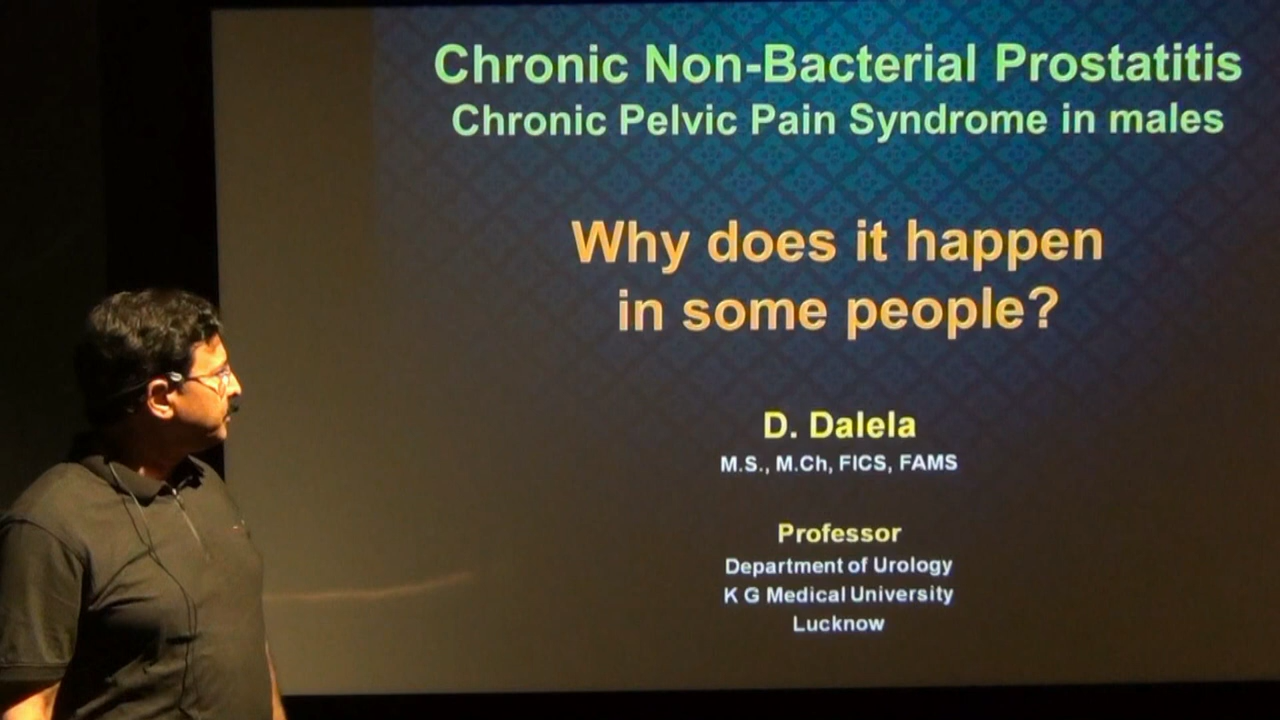 Chronic Non-Bacterial Prostatitis
Chronic Pelvic Pain Syndrome in males
Why does it happen
in some people?
D. Dalela
M.S., M.Ch, FICS, FAMS
Professor
Department of Urology
K G Medical University
Lucknow